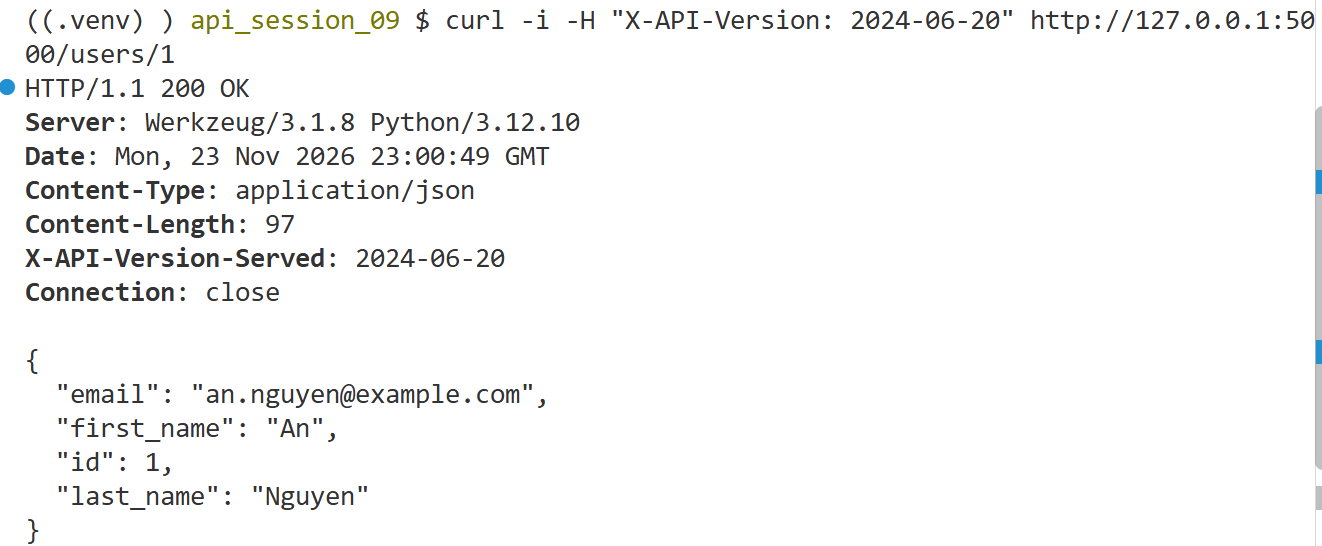 ((.venv) ) api_session_09 $ curl -i -H "X-API-Version: 2024-06-20" http://127.0.0.1:50
00/users/1
HTTP/1.1 200 OK
Server: Werkzeug/3.1.8 Python/3.12.10
Date: Mon, 23 Nov 2026 23:00:49 GMT
Content-Type: application/json
Content-Length: 97
X-API-Version-Served: 2024-06-20
Connection: close

{
  "email": "an.nguyen@example.com",
  "first_name": "An",
  "id": 1,
  "last_name": "Nguyen"
}